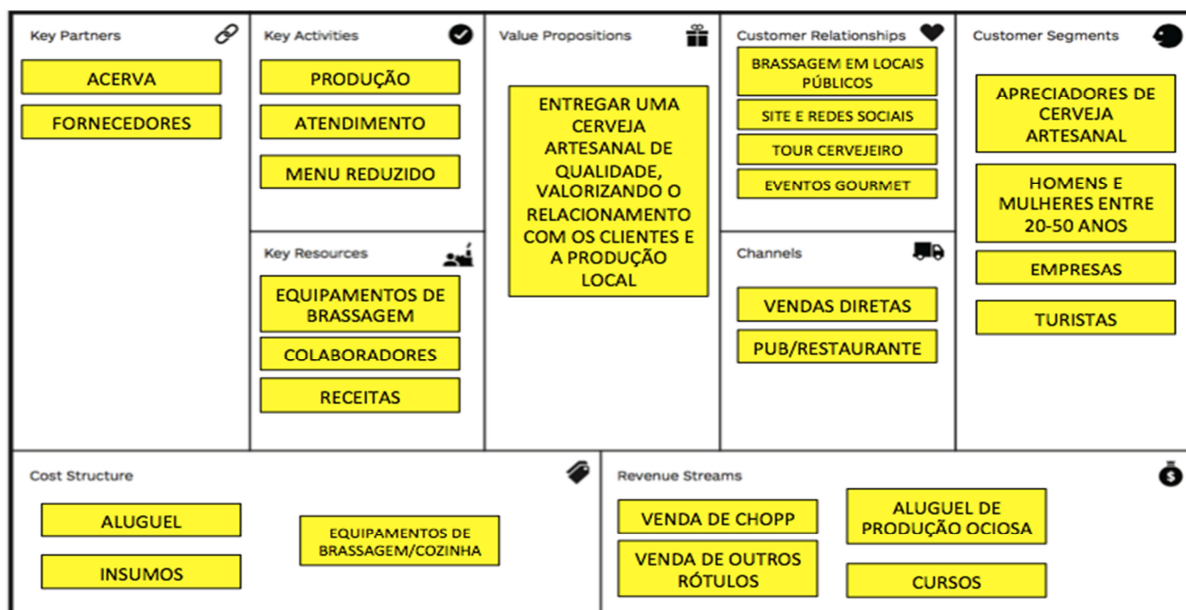 Key Partners
ACERVA
FORNECEDORES
Key Activities
PRODUÇÃO
ATENDIMENTO
MENU REDUZIDO
Key Resources
EQUIPAMENTOS DE
BRASSAGEM
COLABORADORES
RECEITAS
Value Propositions
ENTREGAR UMA
CERVEJA
ARTESANAL DE
QUALIDADE,
VALORIZANDO O
RELACIONAMENTO
COM OS CLIENTES E
A PRODUÇÃO
LOCAL
Customer Relationships
BRASSAGEM EM LOCAIS
PÚBLICOS
SITE E REDES SOCIAIS
TOUR CERVEJEIRO
EVENTOS GOURMET
Channels
VENDAS DIRETAS
PUB/RESTAURANTE
Customer Segments
APRECIADORES DE
CERVEJA
ARTESANAL
HOMENS E
MULHERES ENTRE
20-50 ANOS
EMPRESAS
TURISTAS
Cost Structure
ALUGUEL
INSUMOS
EQUIPAMENTOS DE
BRASSAGEM/COZINHA
Revenue Streams
VENDA DE CHOPP
VENDA DE OUTROS
RÓTULOS
ALUGUEL DE
PRODUÇÃO OCIOSA
CURSOS